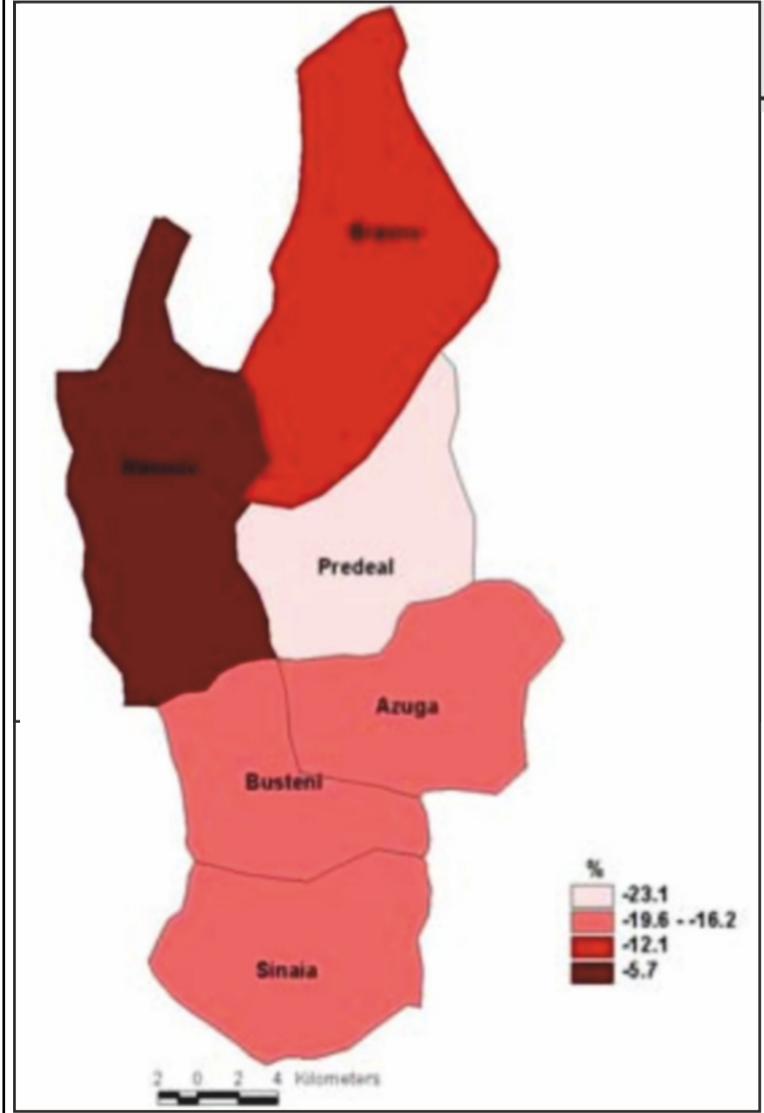 Brasov
Predeal
Azuga
Busteni
Sinaia
%
-23.1
-19.6 - -16.2
-12.1
-5.7
2 0 2 4 Kilometers